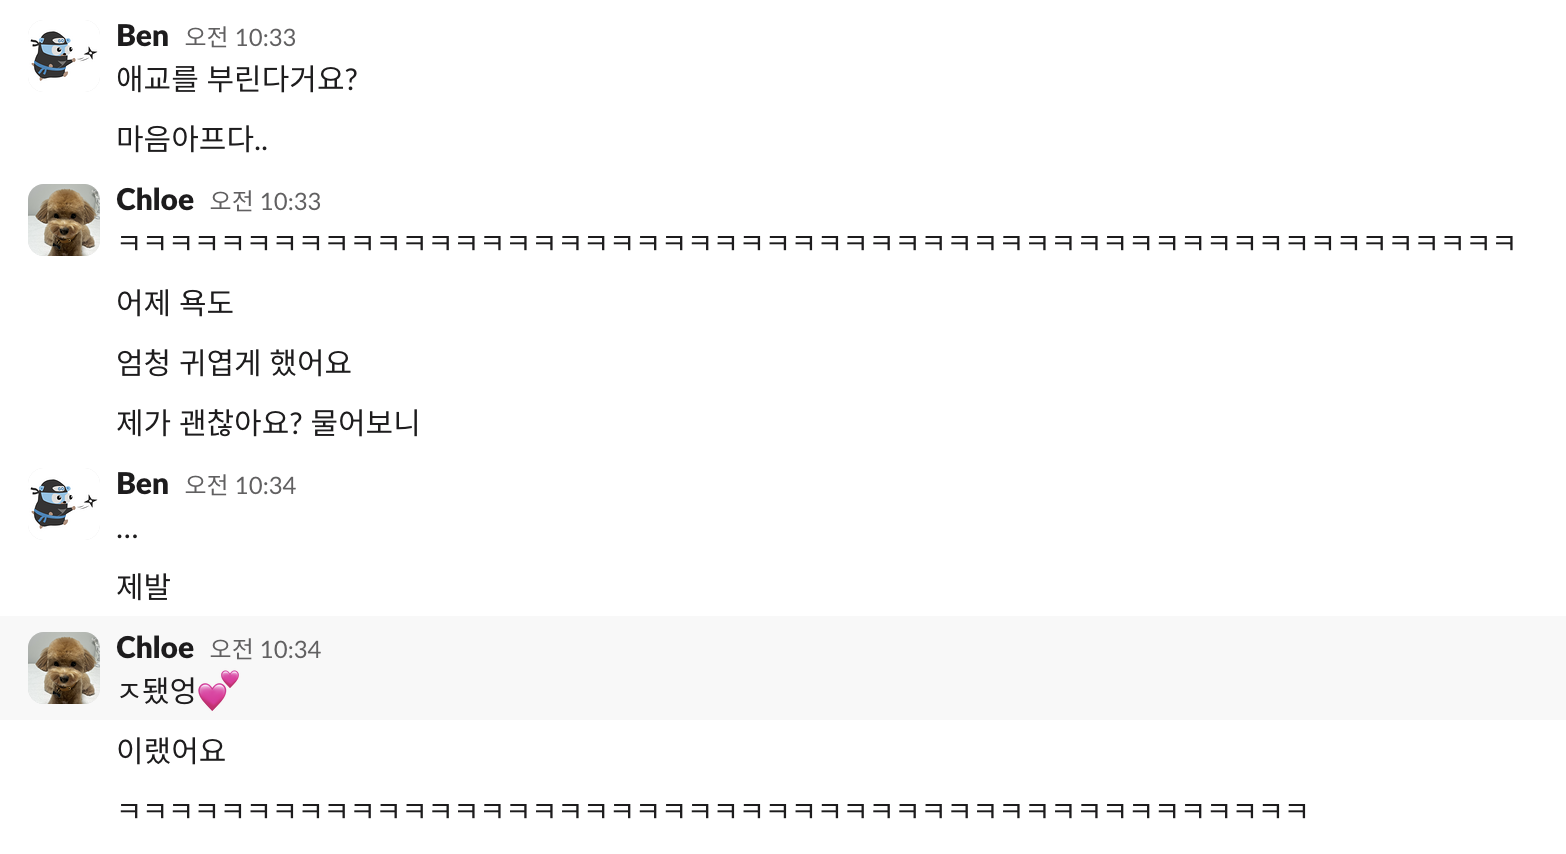 Ben 오전 10:33
애교를 부린다거요?
마음아프다..
Chloe 오전 10:33
ㅋㅋㅋㅋㅋㅋㅋㅋㅋㅋㅋㅋㅋㅋㅋㅋㅋㅋㅋㅋㅋㅋㅋㅋㅋㅋㅋㅋㅋㅋㅋㅋㅋㅋㅋㅋㅋㅋㅋㅋㅋㅋㅋㅋㅋㅋㅋㅋㅋㅋㅋㅋㅋㅋ
어제 욕도
엄청 귀엽게 했어요
제가 괜찮아요? 물어보니
Ben 오전 10:34
...
제발
Chloe 오전 10:34
ㅈ됐엉💕
이랬어요
ㅋㅋㅋㅋㅋㅋㅋㅋㅋㅋㅋㅋㅋㅋㅋㅋㅋㅋㅋㅋㅋㅋㅋㅋㅋㅋㅋㅋㅋㅋㅋㅋㅋㅋㅋㅋㅋㅋㅋㅋㅋㅋㅋㅋㅋㅋ